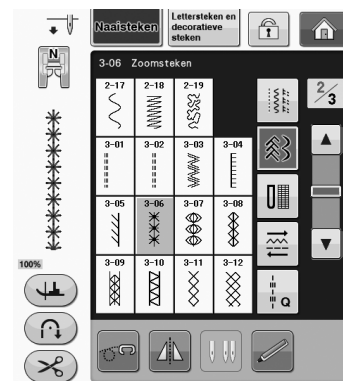 Naaisteken
Lettersteken en
decoratieve
steken
N
3-06 Zoomsteken
2/3
2-17 2-18 2-19
3-01 3-02 3-03 3-04
3-05 3-06 3-07 3-08
100%
3-09 3-10 3-11 3-12
Q